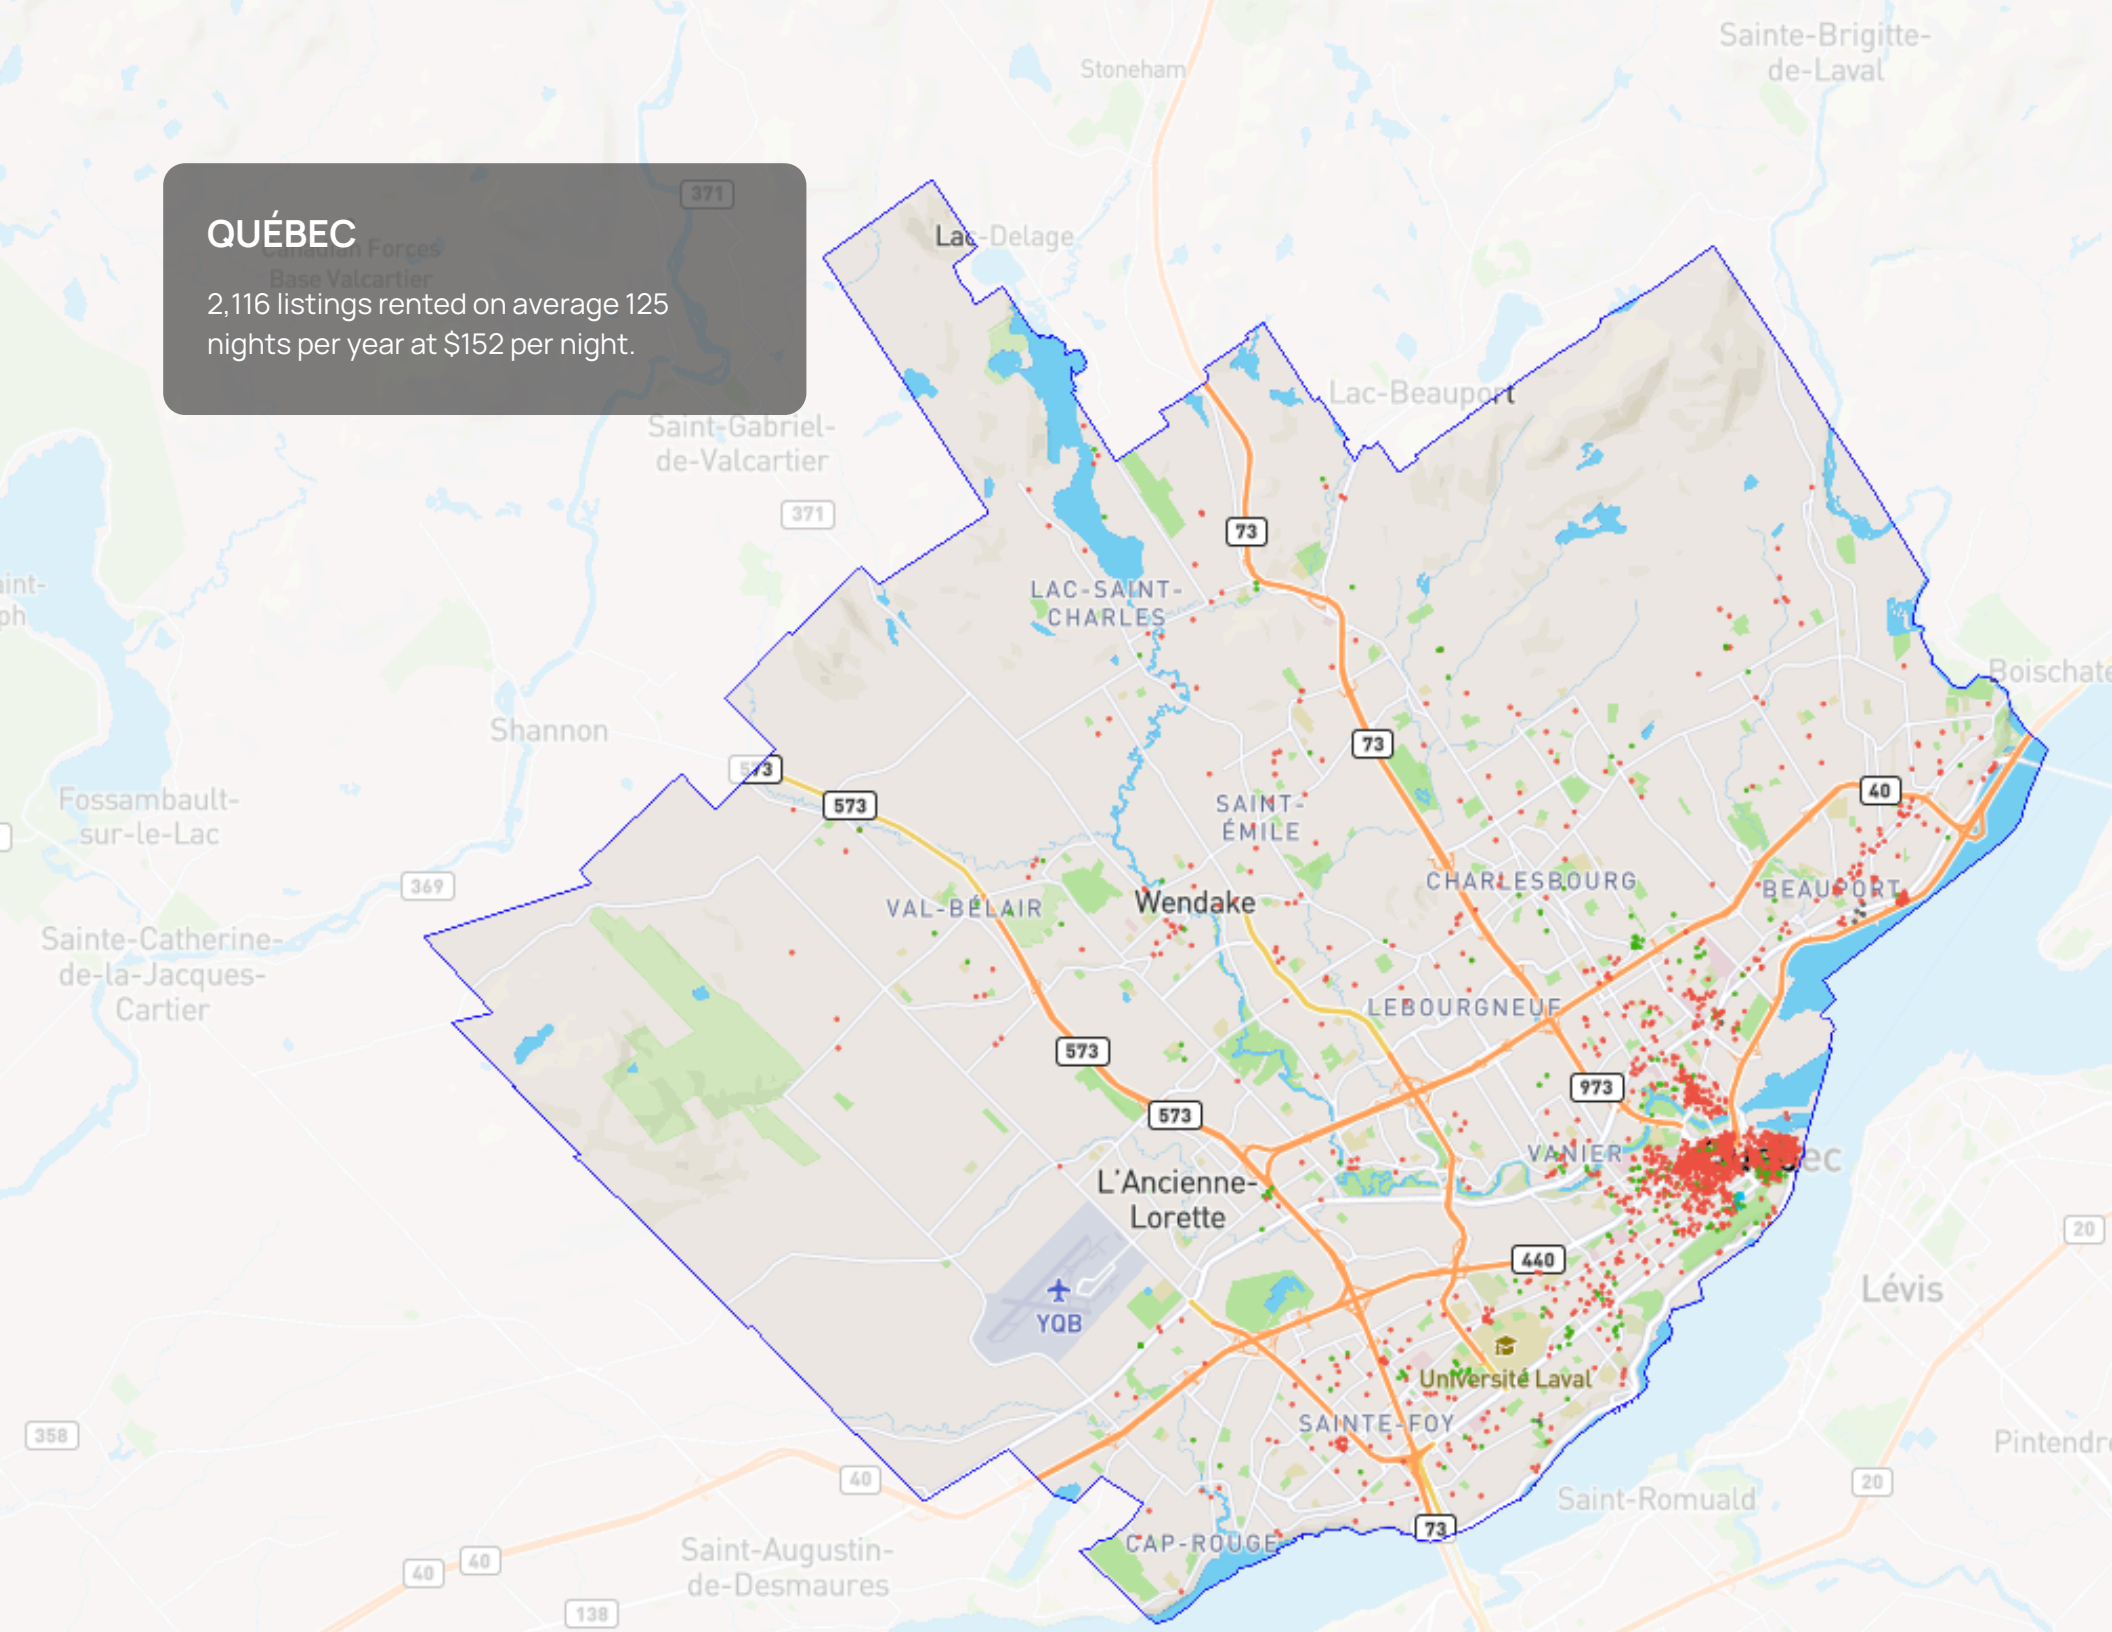 Sainte-Brigitte-
de-Laval
Stoneham
371
QUÉBEC
Canadian Forces
Base Valcartier
2,116 listings rented on average 125
nights per year at $152 per night.
Lac-Delage
Lac-Beauport
Saint-Gabriel-
de-Valcartier
371
73
LAC-SAINT-
CHARLES
Boischate
Shannon
73
573
573
40
Fossambault-
sur-le-Lac
SAINT-
ÉMILE
369
CHARLESBOURG
BEAUPORT
VAL-BÉLAIR
Wendake
Sainte-Catherine-
de-la-Jacques-
Cartier
LEBOURGNEUF
573
973
573
VANIER
L'Ancienne-
Lorette
20
440
Lévis
YQB
Université Laval
SAINTE-FOY
358
Pintendre
40
20
Saint-Romuald
73
CAP-ROUGE
Saint-Augustin-
de-Desmaures
40
40
138